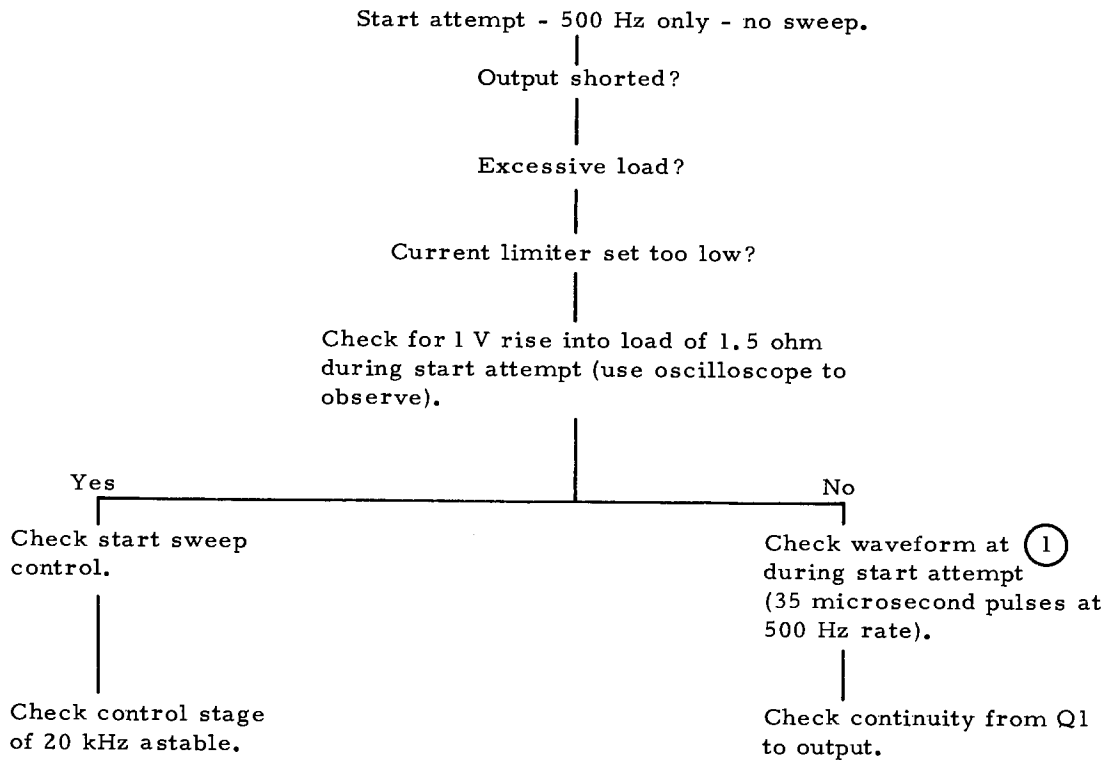 Start attempt - 500 Hz only - no sweep.
Output shorted?
Excessive load?
Current limiter set too low?
Check for 1 V rise into load of 1.5 ohm
during start attempt (use oscilloscope to
observe).
Yes
No
Check start sweep
control.
Check waveform at 1
during start attempt
(35 microsecond pulses at
500 Hz rate).
Check control stage
of 20 kHz astable.
Check continuity from Q1
to output.